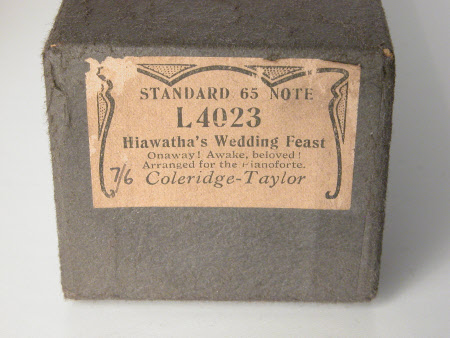 STANDARD 65 NOTE
L4023
Hiawatha's Wedding Feast
Onaway! Awake, beloved!
Arranged for the Pianoforte.
7/6 Coleridge-Taylor